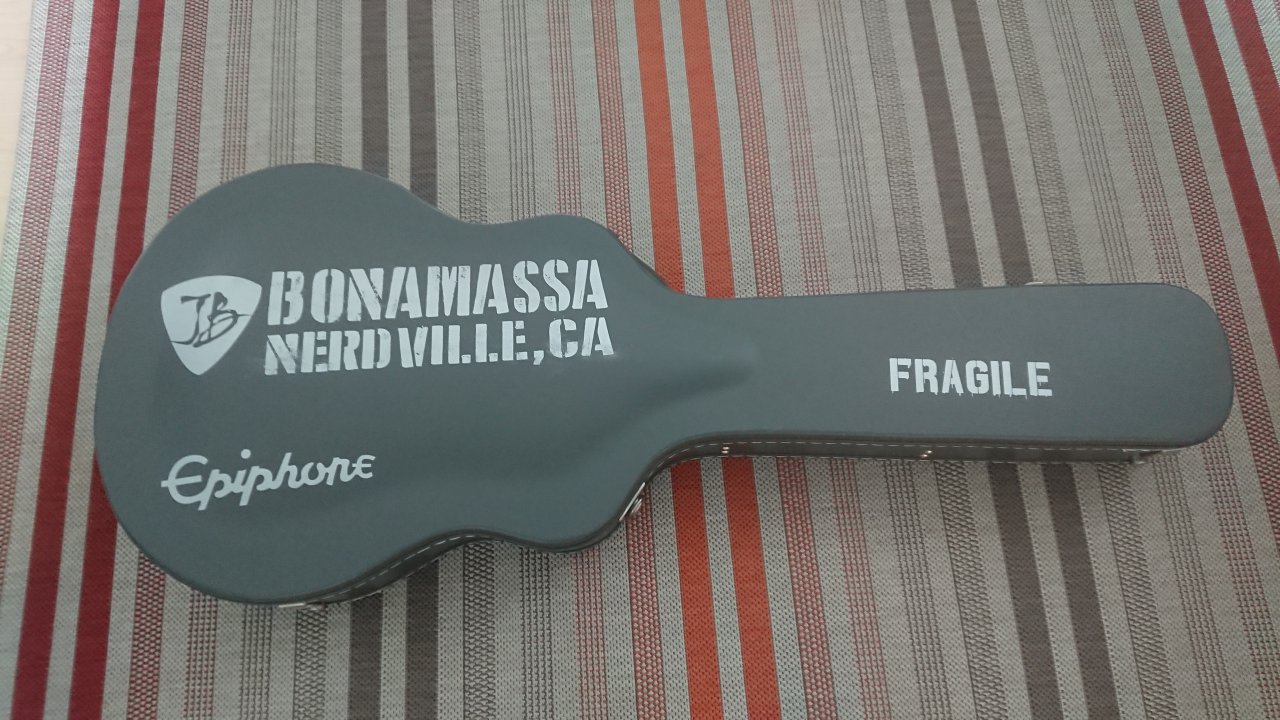 JB
BONAMASSA
NERDVILLE, CA
FRAGILE
Epiphone